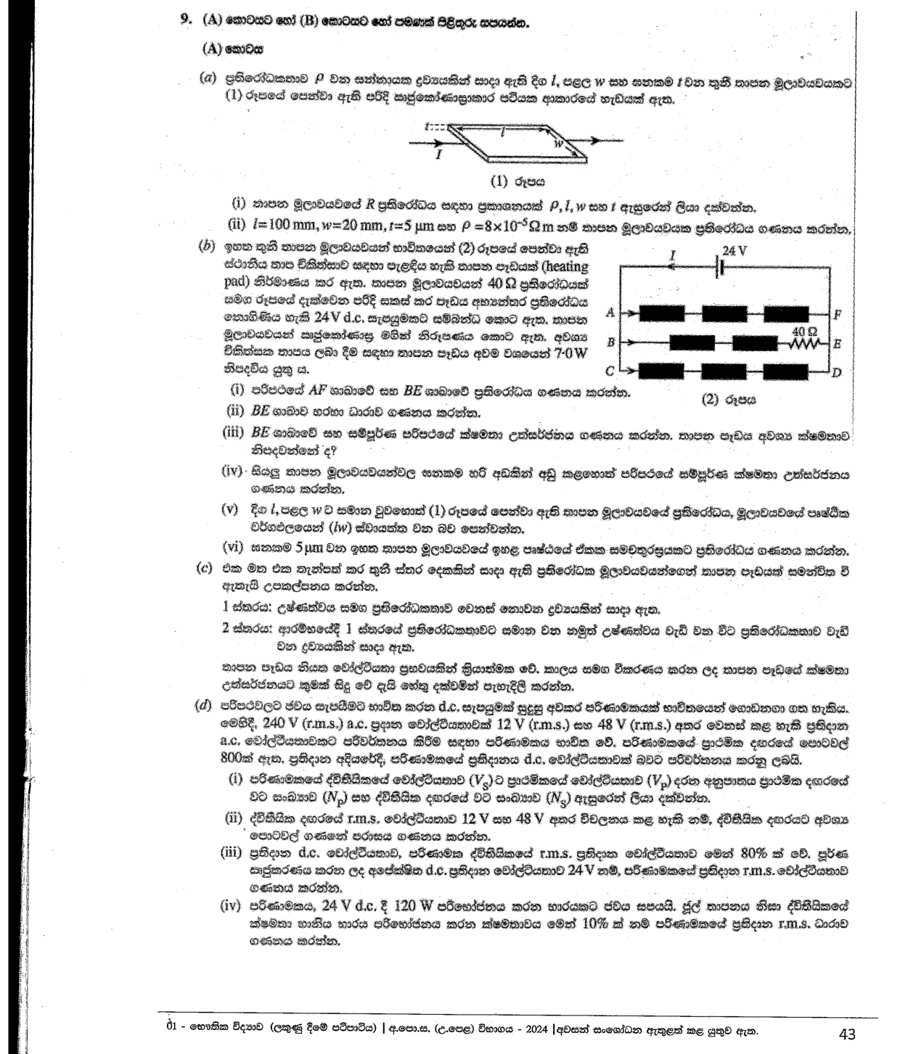 9. (A) කොටසට හෝ (B) කොටසට හෝ පමණක් පිළිතුරු සපයන්න.
(A) කොටස
(a) ප්‍රතිරෝධකතාව ρ වන සන්නායක ද්‍රව්‍යයකින් සාදා ඇති දිග l, පළල w සහ ඝනකම t වන තුනී තාපන මූලාවයවයකට
(1) රූපයේ පෙන්වා ඇති පරිදි සෘජුකෝණාස්‍රාකාර පටියක ආකාරයේ හැඩයක් ඇත.
t
l
w
I
(1) රූපය
(i) තාපන මූලාවයවයේ R ප්‍රතිරෝධය සඳහා ප්‍රකාශනයක් ρ, l, w සහ t ඇසුරෙන් ලියා දක්වන්න.
(ii) l=100 mm, w=20 mm, t=5 μm සහ ρ =8×10⁻⁵ Ω m නම් තාපන මූලාවයවයක ප්‍රතිරෝධය ගණනය කරන්න.
(b) ඉහත තුනී තාපන මූලාවයවයන් භාවිතයෙන් (2) රූපයේ පෙන්වා ඇති
ස්ථානීය තාප චිකිත්සාව සඳහා පැළඳිය හැකි තාපන පෑඩයක් (heating
pad) නිර්මාණය කර ඇත. තාපන මූලාවයවයන් 40 Ω ප්‍රතිරෝධයක්
සමග රූපයේ දැක්වෙන පරිදි සකස් කර පෑඩය අභ්‍යන්තර ප්‍රතිරෝධය
නොගිණිය හැකි 24 V d.c. සැපයුමකට සම්බන්ධ කොට ඇත. තාපන
මූලාවයවයන් සෘජුකෝණාස්‍ර මගින් නිරූපණය කොට ඇත. අවශ්‍ය
චිකිත්සක තාපය ලබා දීම සඳහා තාපන පෑඩය අවම වශයෙන් 7·0 W
නිපදවිය යුතු ය.
I
24 V
A
F
B
40 Ω
E
C
D
(2) රූපය
(i) පරිපථයේ AF ශාඛාවේ සහ BE ශාඛාවේ ප්‍රතිරෝධය ගණනය කරන්න.
(ii) BE ශාඛාව හරහා ධාරාව ගණනය කරන්න.
(iii) BE ශාඛාවේ සහ සම්පූර්ණ පරිපථයේ ක්ෂමතා උත්සර්ජනය ගණනය කරන්න. තාපන පෑඩය අවශ්‍ය ක්ෂමතාව
නිපදවන්නේ ද?
(iv) සියලු තාපන මූලාවයවයන්වල ඝනකම හරි අඩකින් අඩු කළහොත් පරිපථයේ සම්පූර්ණ ක්ෂමතා උත්සර්ජනය
ගණනය කරන්න.
(v) දිග l, පළල w ට සමාන වුවහොත් (1) රූපයේ පෙන්වා ඇති තාපන මූලාවයවයේ ප්‍රතිරෝධය, මූලාවයවයේ පෘෂ්ඨික
වර්ගඵලයෙන් (lw) ස්වායත්ත වන බව පෙන්වන්න.
(vi) ඝනකම 5 μm වන ඉහත තාපන මූලාවයවයේ ඉහළ පෘෂ්ඨයේ ඒකක සමචතුරස්‍රයකට ප්‍රතිරෝධය ගණනය කරන්න.
(c) එක මත එක තැන්පත් කර තුනී ස්තර දෙකකින් සාදා ඇති ප්‍රතිරෝධක මූලාවයවයන්ගෙන් තාපන පෑඩයක් සමන්විත වී
ඇතැයි උපකල්පනය කරන්න.
1 ස්තරය: උෂ්ණත්වය සමග ප්‍රතිරෝධකතාව වෙනස් නොවන ද්‍රව්‍යයකින් සාදා ඇත.
2 ස්තරය: ආරම්භයේදී 1 ස්තරයේ ප්‍රතිරෝධකතාවට සමාන වන නමුත් උෂ්ණත්වය වැඩි වන විට ප්‍රතිරෝධකතාව වැඩි
වන ද්‍රව්‍යයකින් සාදා ඇත.
තාපන පෑඩය නියත වෝල්ටීයතා ප්‍රභවයකින් ක්‍රියාත්මක වේ. කාලය සමග විකරණය කරන ලද තාපන පෑඩයේ ක්ෂමතා
උත්සර්ජනයට කුමක් සිදු වේ දැයි හේතු දක්වමින් පැහැදිලි කරන්න.
(d) පරිපථවලට ජවය සැපයීමට භාවිත කරන d.c. සැපයුමක් සුදුසු අවකර පරිණාමකයක් භාවිතයෙන් ගොඩනගා ගත හැකිය.
මෙහිදී, 240 V (r.m.s.) a.c. ප්‍රදාන වෝල්ටීයතාවක් 12 V (r.m.s.) සහ 48 V (r.m.s.) අතර වෙනස් කළ හැකි ප්‍රතිදාන
a.c. වෝල්ටීයතාවකට පරිවර්තනය කිරීම සඳහා පරිණාමකය භාවිත වේ. පරිණාමකයේ ප්‍රාථමික දඟරයේ පොටවල්
800ක් ඇත. ප්‍රතිදාන අදියරේදී, පරිණාමකයේ ප්‍රතිදානය d.c. වෝල්ටීයතාවක් බවට පරිවර්තනය කරනු ලබයි.
(i) පරිණාමකයේ ද්විතීයිකයේ වෝල්ටීයතාව (Vₛ) ට ප්‍රාථමිකයේ වෝල්ටීයතාව (Vₚ) දරන අනුපාතය ප්‍රාථමික දඟරයේ
වට සංඛ්‍යාව (Nₚ) සහ ද්විතීයික දඟරයේ වට සංඛ්‍යාව (Nₛ) ඇසුරෙන් ලියා දක්වන්න.
(ii) ද්විතීයික දඟරයේ r.m.s. වෝල්ටීයතාව 12 V සහ 48 V අතර විචලනය කළ හැකි නම්, ද්විතීයික දඟරයට අවශ්‍ය
පොටවල් ගණනේ පරාසය ගණනය කරන්න.
(iii) ප්‍රතිදාන d.c. වෝල්ටීයතාව, පරිණාමක ද්විතීයිකයේ r.m.s. ප්‍රතිදාන වෝල්ටීයතාව මෙන් 80% ක් වේ. පූර්ණ
සෘජුකරණය කරන ලද අපේක්ෂිත d.c. ප්‍රතිදාන වෝල්ටීයතාව 24 V නම්, පරිණාමකයේ ප්‍රතිදාන r.m.s. වෝල්ටීයතාව
ගණනය කරන්න.
(iv) පරිණාමකය, 24 V d.c. දී 120 W පරිභෝජනය කරන භාරයකට ජවය සපයයි. ජූල් තාපනය නිසා ද්විතීයිකයේ
ක්ෂමතා හානිය භාරය පරිභෝජනය කරන ක්ෂමතාවය මෙන් 10% ක් නම් පරිණාමකයේ ප්‍රතිදාන r.m.s. ධාරාව
ගණනය කරන්න.
01 - භෞතික විද්‍යාව (ලකුණු දීමේ පටිපාටිය) | අ.පො.ස. (උ.පෙළ) විභාගය - 2024 |අවසන් සංශෝධන ඇතුළත් කළ යුතුව ඇත.
43